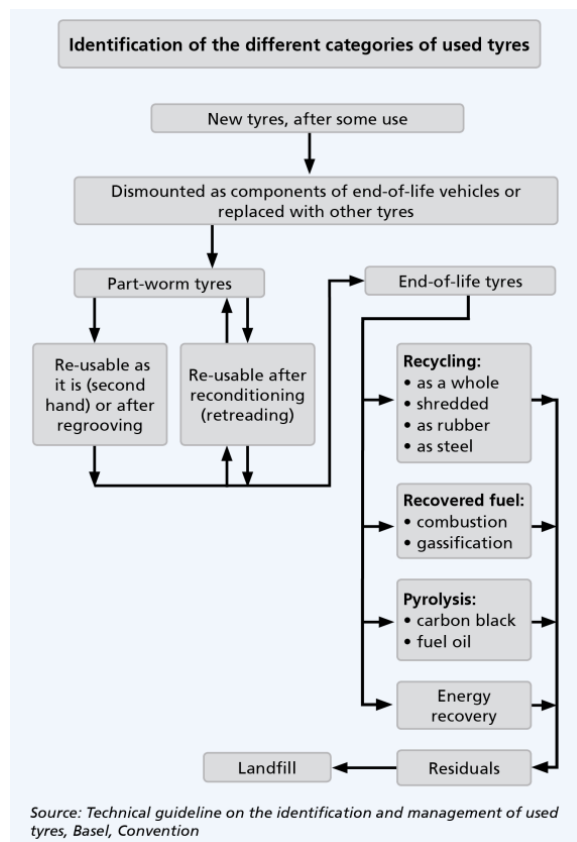 Identification of the different categories of used tyres
New tyres, after some use
Dismounted as components of end-of-life vehicles or
replaced with other tyres
Part-worm tyres
End-of-life tyres
Re-usable as
it is (second
hand) or after
regrooving
Re-usable after
reconditioning
(retreading)
Recycling:
• as a whole
• shredded
• as rubber
• as steel
Recovered fuel:
• combustion
• gassification
Pyrolysis:
• carbon black
• fuel oil
Energy
recovery
Landfill
Residuals
Source: Technical guideline on the identification and management of used
tyres, Basel, Convention